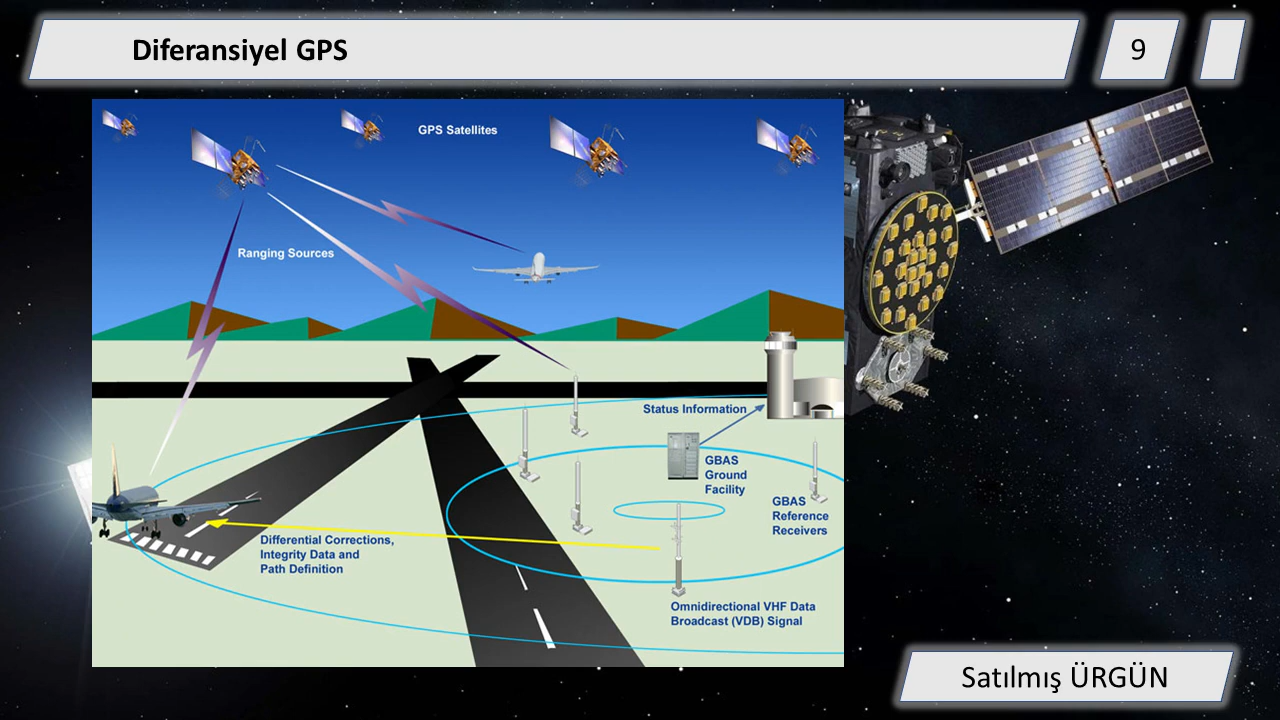 Diferansiyel GPS
9
GPS Satellites
Ranging Sources
Status Information
GBAS
Ground
Facility
GBAS
Reference
Receivers
Differential Corrections,
Integrity Data and
Path Definition
Omnidirectional VHF Data
Broadcast (VDB) Signal
Satılmış ÜRGÜN